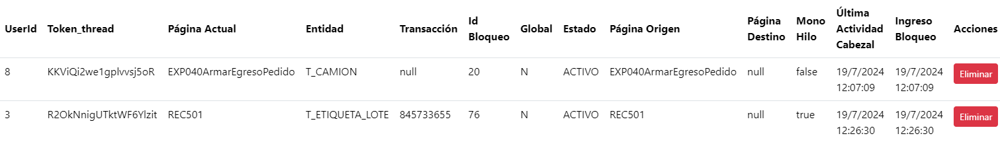 UserId Token_thread Página Actual Entidad Transacción Id Bloqueo Global Estado Página Origen Página Destino Mono Hilo Última Actividad Cabezal Ingreso Bloqueo Acciones
8 KKViQi2we1gplvvsj5oR EXP040ArmarEgresoPedido T_CAMION null 20 N ACTIVO EXP040ArmarEgresoPedido null false 19/7/2024 12:07:09 19/7/2024 12:07:09 Eliminar
3 R2OkNnigUTktWF6Ylzit REC501 T_ETIQUETA_LOTE 845733655 76 N ACTIVO REC501 null true 19/7/2024 12:26:30 19/7/2024 12:26:30 Eliminar